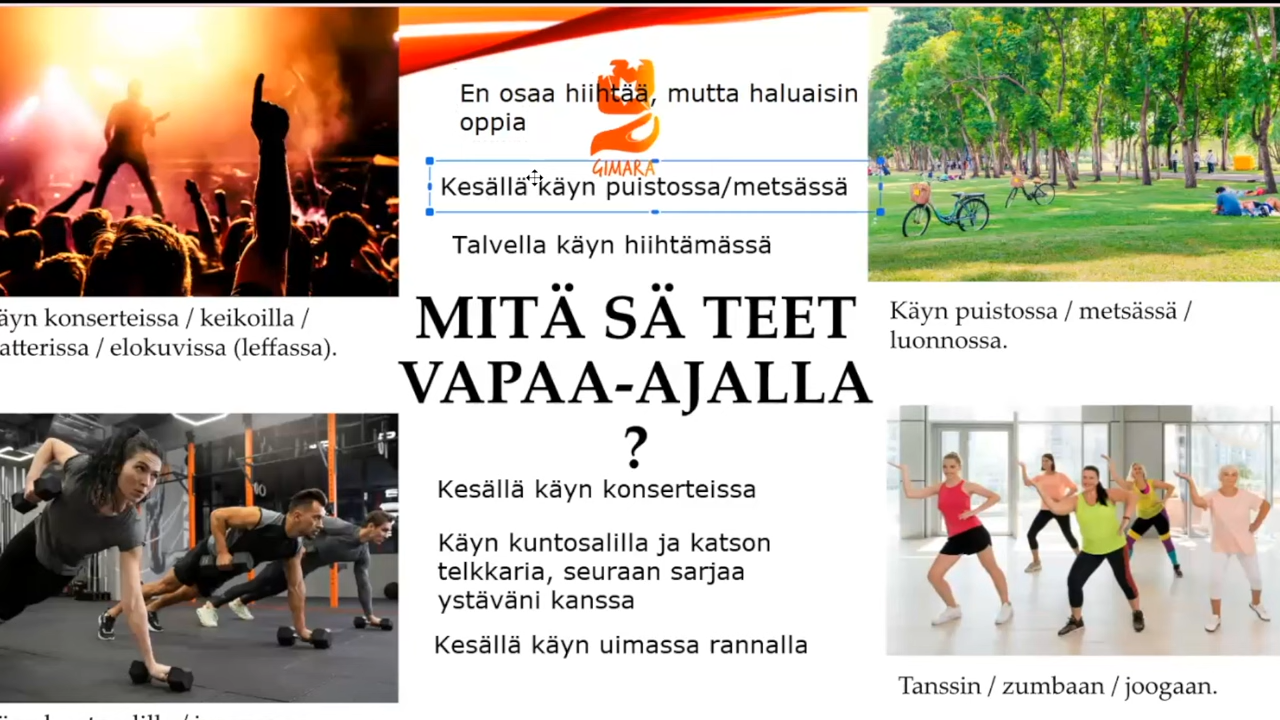 En osaa hiihtää, mutta haluaisin
oppia
GIMARA
Kesällä käyn puistossa/metsässä
Talvella käyn hiihtämässä
MITÄ SÄ TEET
VAPAA-AJALLA
?
Kesällä käyn konserteissa
Käyn kuntosalilla ja katson
telkkaria, seuraan sarjaa
ystäväni kanssa
Kesällä käyn uimassa rannalla
äyn konserteissa / keikoilla /
atterissa / elokuvissa (leffassa).
Käyn puistossa / metsässä /
luonnossa.
Tanssin / zumbaan / joogaan.